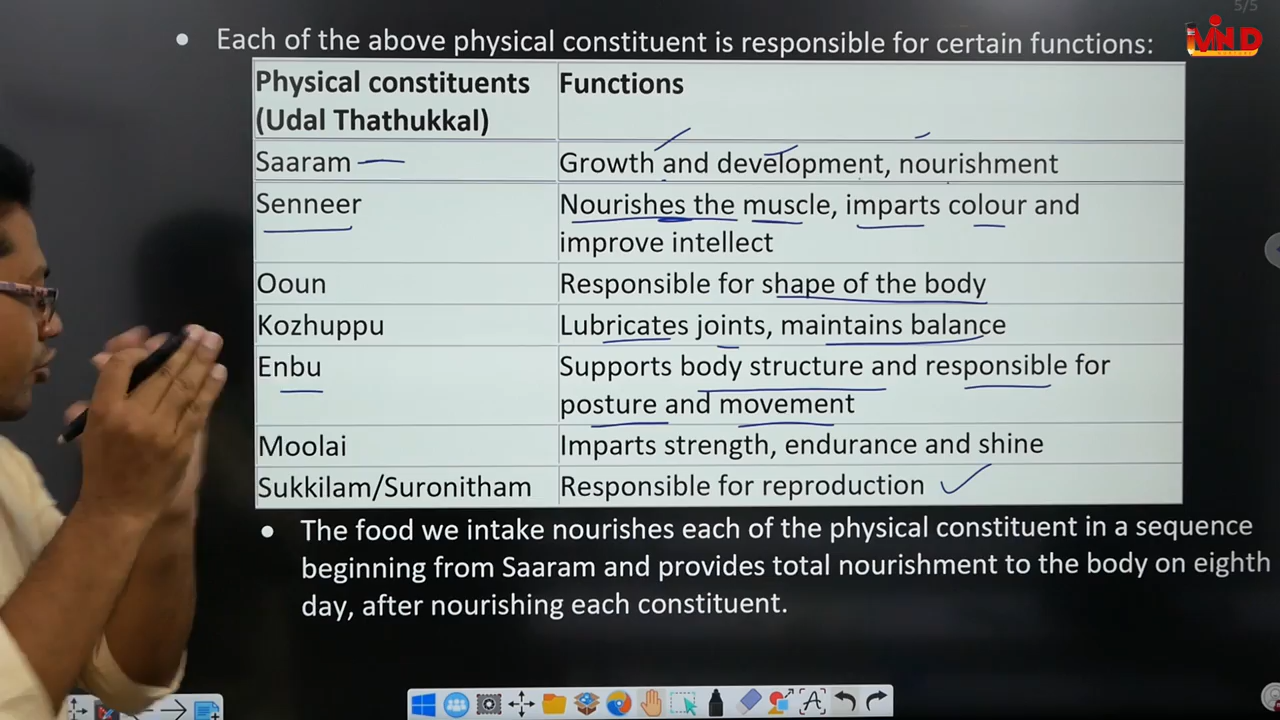 5/5
MIND
Each of the above physical constituent is responsible for certain functions:
Physical constituents
(Udal Thathukkal)
Functions
Saaram
Growth and development, nourishment
Senneer
Nourishes the muscle, imparts colour and
improve intellect
Ooun
Responsible for shape of the body
Kozhuppu
Lubricates joints, maintains balance
Enbu
Supports body structure and responsible for
posture and movement
Moolai
Imparts strength, endurance and shine
Sukkilam/Suronitham
Responsible for reproduction
The food we intake nourishes each of the physical constituent in a sequence
beginning from Saaram and provides total nourishment to the body on eighth
day, after nourishing each constituent.